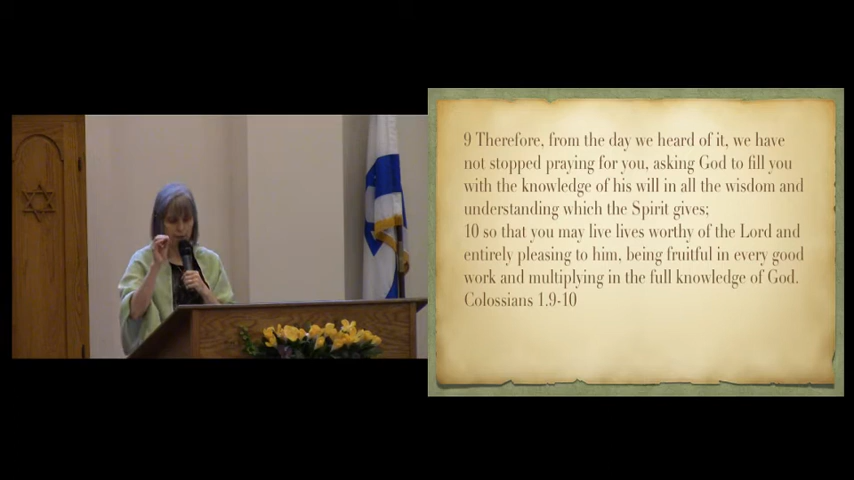 9 Therefore, from the day we heard of it, we have
not stopped praying for you, asking God to fill you
with the knowledge of his will in all the wisdom and
understanding which the Spirit gives;
10 so that you may live lives worthy of the Lord and
entirely pleasing to him, being fruitful in every good
work and multiplying in the full knowledge of God.
Colossians 1.9-10